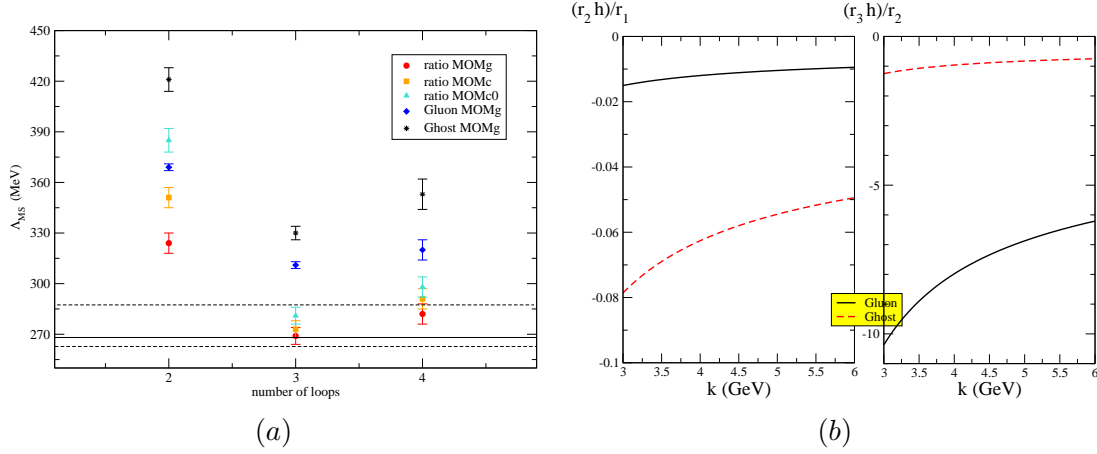 450
420
390
360
330
300
270
Λ_MS (MeV)
2
3
4
number of loops
ratio MOMg
ratio MOMc
ratio MOMc0
Gluon MOMg
Ghost MOMg
(a)
(r₂ h)/r₁
0
-0.02
-0.04
-0.06
-0.08
-0.1
3
3.5
4
4.5
5
5.5
6
k (GeV)
(r₃ h)/r₂
0
-5
-10
3
3.5
4
4.5
5
5.5
6
k (GeV)
Gluon
Ghost
(b)